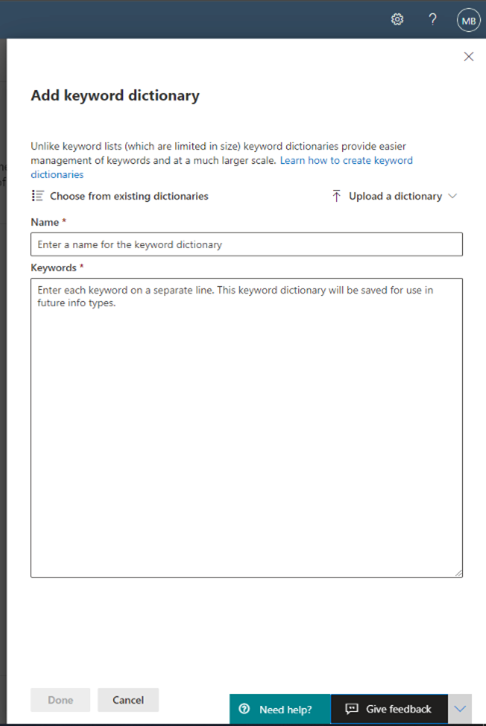 ?
MB
Add keyword dictionary
Unlike keyword lists (which are limited in size) keyword dictionaries provide easier
management of keywords and at a much larger scale. Learn how to create keyword
dictionaries
Choose from existing dictionaries
Upload a dictionary
Name *
Enter a name for the keyword dictionary
Keywords *
Enter each keyword on a separate line. This keyword dictionary will be saved for use in
future info types.
Done
Cancel
Need help?
Give feedback